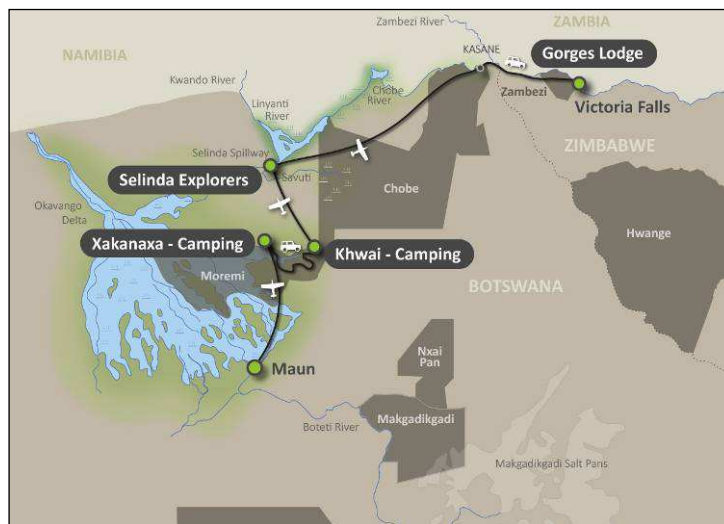 Zambezi River
ZAMBIA
NAMIBIA
KASANE
Gorges Lodge
Kwando River
Chobe
River
Zambezi
Linyanti
River
Victoria Falls
ZIMBABWE
Selinda Spillway
Savuti
Selinda Explorers
Chobe
Okavango
Delta
Xakanaxa - Camping
Khwai - Camping
Hwange
Moremi
BOTSWANA
Nxai
Pan
Maun
Makgadikgadi
Boteti River
Makgadikgadi Salt Pans